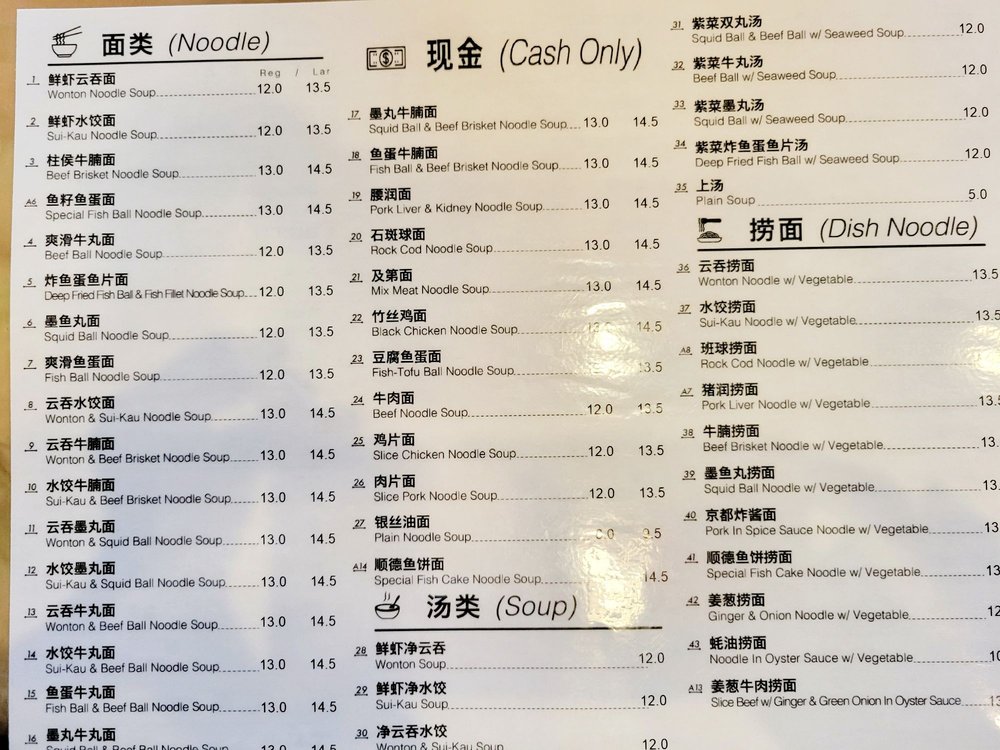 面类 (Noodle)
Reg / Lar
1 鲜虾云吞面
Wonton Noodle Soup 12.0 13.5
2 鲜虾水饺面
Sui-Kau Noodle Soup 12.0 13.5
3 柱侯牛腩面
Beef Brisket Noodle Soup 13.0 14.5
A6 鱼籽鱼蛋面
Special Fish Ball Noodle Soup 13.0 14.5
4 爽滑牛丸面
Beef Ball Noodle Soup 12.0 13.5
5 炸鱼蛋鱼片面
Deep Fried Fish Ball & Fish Fillet Noodle Soup 12.0 13.5
6 墨鱼丸面
Squid Ball Noodle Soup 12.0 13.5
7 爽滑鱼蛋面
Fish Ball Noodle Soup 12.0 13.5
8 云吞水饺面
Wonton & Sui-Kau Noodle Soup 13.0 14.5
9 云吞牛腩面
Wonton & Beef Brisket Noodle Soup 13.0 14.5
10 水饺牛腩面
Sui-Kau & Beef Brisket Noodle Soup 13.0 14.5
11 云吞墨丸面
Wonton & Squid Ball Noodle Soup 13.0 14.5
12 水饺墨丸面
Sui-Kau & Squid Ball Noodle Soup 13.0 14.5
13 云吞牛丸面
Wonton & Beef Ball Noodle Soup 13.0 14.5
14 水饺牛丸面
Sui-Kau & Beef Ball Noodle Soup 13.0 14.5
15 鱼蛋牛丸面
Fish Ball & Beef Ball Noodle Soup 13.0 14.5
16 墨丸牛丸面
Squid Ball & Beef Ball Noodle Soup 13.0 14.5
现金 (Cash Only)
17 墨丸牛腩面
Squid Ball & Beef Brisket Noodle Soup 13.0 14.5
18 鱼蛋牛腩面
Fish Ball & Beef Brisket Noodle Soup 13.0 14.5
19 腰润面
Pork Liver & Kidney Noodle Soup 13.0 14.5
20 石斑球面
Rock Cod Noodle Soup 13.0 14.5
21 及第面
Mix Meat Noodle Soup 13.0 14.5
22 竹丝鸡面
Black Chicken Noodle Soup 14.5
23 豆腐鱼蛋面
Fish-Tofu Ball Noodle Soup 13.5
24 牛肉面
Beef Noodle Soup 12.0 13.5
25 鸡片面
Slice Chicken Noodle Soup 12.0 13.5
26 肉片面
Slice Pork Noodle Soup 12.0 13.5
27 银丝油面
Plain Noodle Soup 9.5
A14 顺德鱼饼面
Special Fish Cake Noodle Soup 14.5
汤类 (Soup)
28 鲜虾净云吞
Wonton Soup 12.0
29 鲜虾净水饺
Sui-Kau Soup 12.0
30 净云吞水饺
Wonton & Sui-Kau Soup 12.0
31 紫菜双丸汤
Squid Ball & Beef Ball w/ Seaweed Soup 12.0
32 紫菜牛丸汤
Beef Ball w/ Seaweed Soup 12.0
33 紫菜墨丸汤
Squid Ball w/ Seaweed Soup 12.0
34 紫菜炸鱼蛋鱼片汤
Deep Fried Fish Ball w/ Seaweed Soup 12.0
35 上汤
Plain Soup 5.0
捞面 (Dish Noodle)
36 云吞捞面
Wonton Noodle w/ Vegetable 13.5
37 水饺捞面
Sui-Kau Noodle w/ Vegetable 13.5
A8 班球捞面
Rock Cod Noodle w/ Vegetable
A7 猪润捞面
Pork Liver Noodle w/ Vegetable 13.5
38 牛腩捞面
Beef Brisket Noodle w/ Vegetable 13.
39 墨鱼丸捞面
Squid Ball Noodle w/ Vegetable 13.
40 京都炸酱面
Pork In Spice Sauce Noodle w/ Vegetable 13
41 顺德鱼饼捞面
Special Fish Cake Noodle w/ Vegetable 13
42 姜葱捞面
Ginger & Onion Noodle w/ Vegetable 12
43 蚝油捞面
Noodle In Oyster Sauce w/ Vegetable 10
A13 姜葱牛肉捞面
Slice Beef w/ Ginger & Green Onion In Oyster Sauce 13